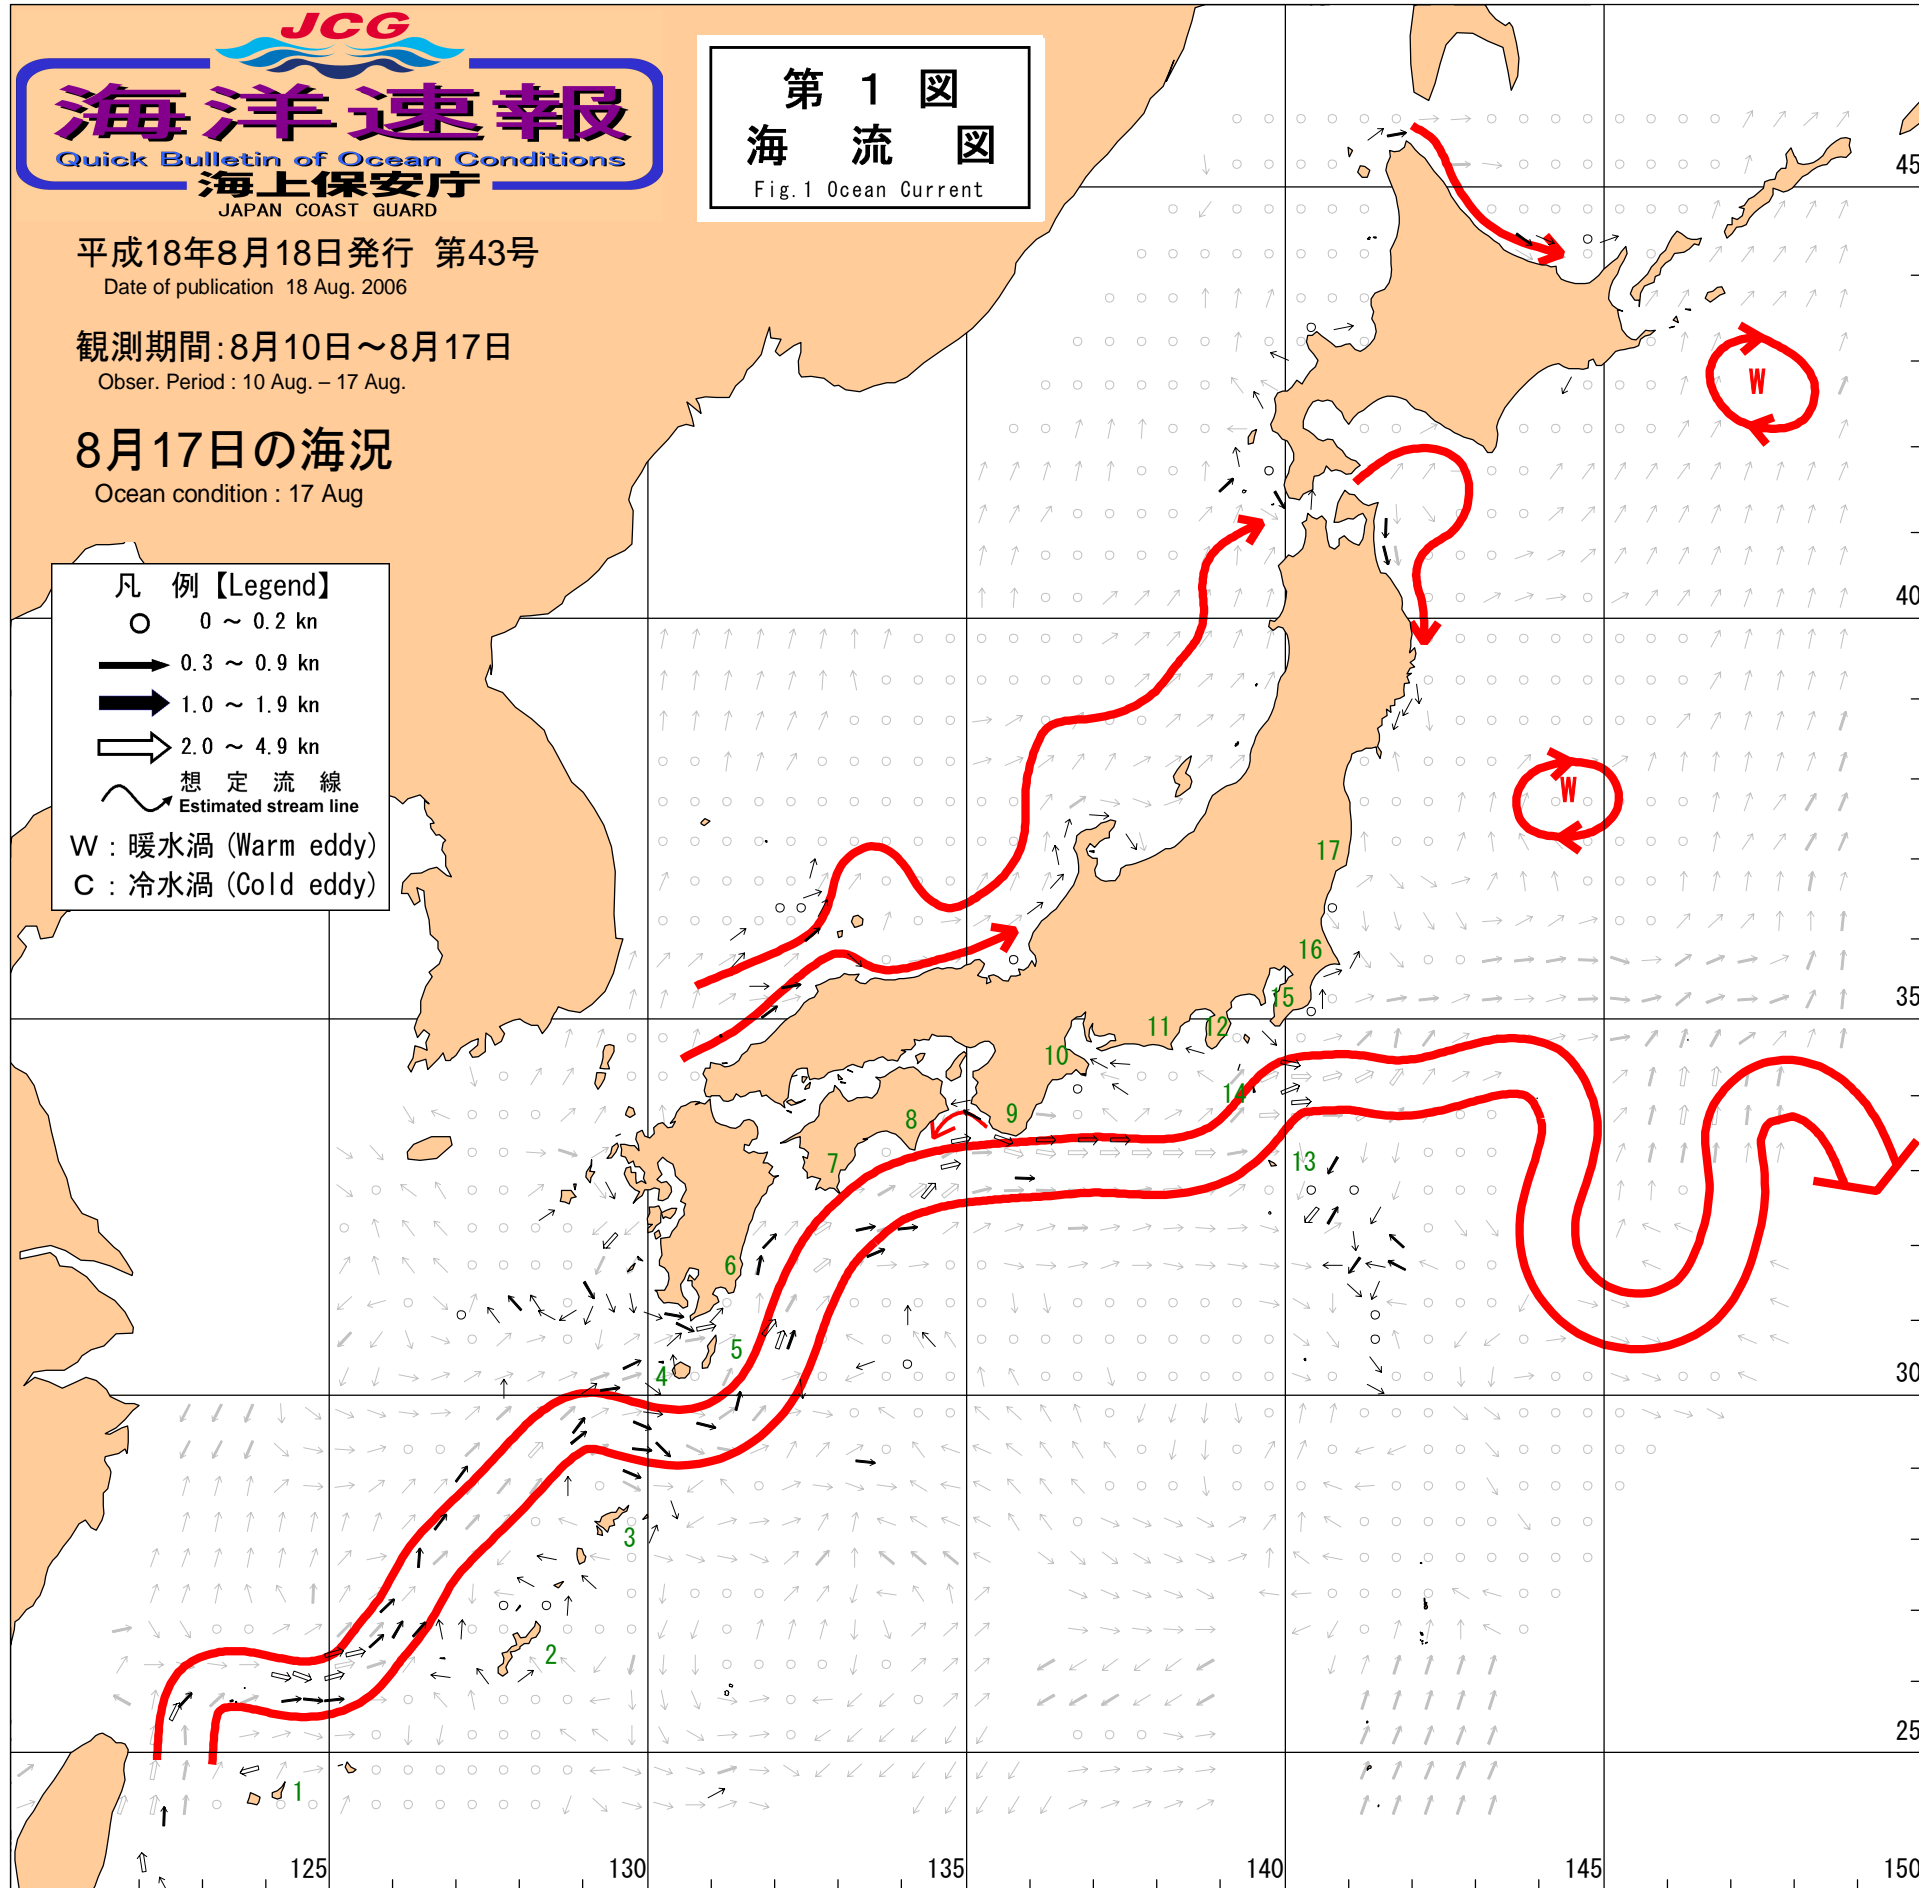 JCG
海洋速報
Quick Bulletin of Ocean Conditions
海上保安庁
JAPAN COAST GUARD
平成18年8月18日発行 第43号
Date of publication 18 Aug. 2006
観測期間:8月10日～8月17日
Obser. Period : 10 Aug. – 17 Aug.
8月17日の海況
Ocean condition : 17 Aug
第 1 図
海 流 図
Fig.1 Ocean Current
凡 例【Legend】
0 ～ 0.2 kn
0.3 ～ 0.9 kn
1.0 ～ 1.9 kn
2.0 ～ 4.9 kn
想 定 流 線
Estimated stream line
W : 暖水渦 (Warm eddy)
C : 冷水渦 (Cold eddy)
45
W
40
W
17
16
15
35
11
12
10
14
9
8
7
13
6
5
4
30
3
2
25
1
125
130
135
140
145
150